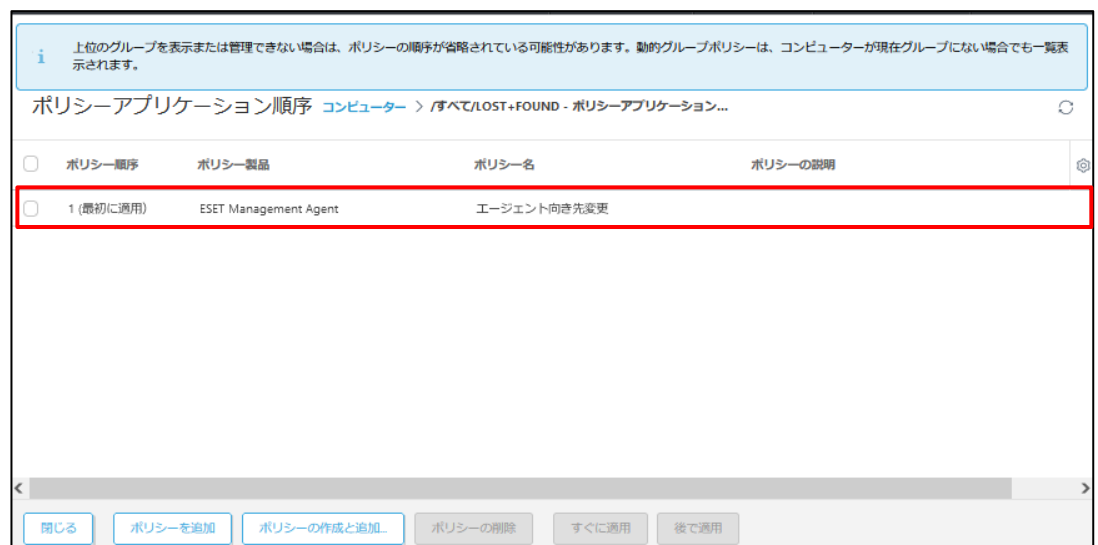 i
上位のグループを表示または管理できない場合は、ポリシーの順序が省略されている可能性があります。動的グループポリシーは、コンピューターが現在グループにない場合でも一覧表
示されます。
ポリシーアプリケーション順序 コンピューター > /すべて/LOST+FOUND - ポリシーアプリケーション...
ポリシー順序 ポリシー製品 ポリシー名 ポリシーの説明
1 (最初に適用) ESET Management Agent エージェント向き先変更
閉じる ポリシーを追加 ポリシーの作成と追加... ポリシーの削除 すぐに適用 後で適用